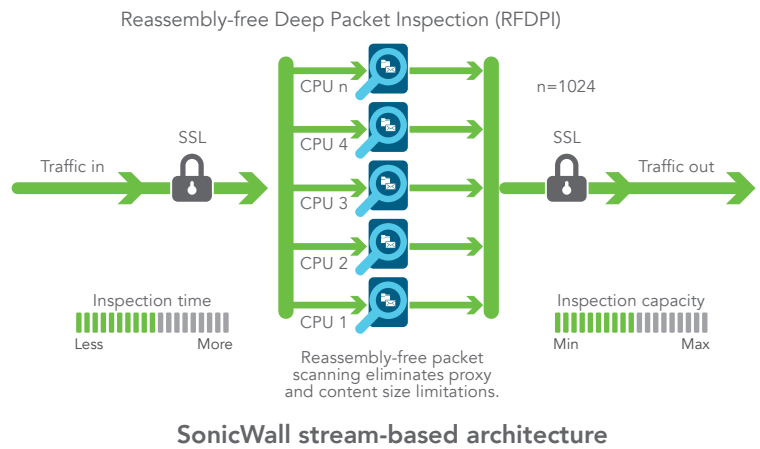 Reassembly-free Deep Packet Inspection (RFDPI)
CPU n
n=1024
SSL
CPU 4
SSL
Traffic in
Traffic out
CPU 3
CPU 2
Inspection time
Inspection capacity
CPU 1
Less
More
Min
Max
Reassembly-free packet
scanning eliminates proxy
and content size limitations.
SonicWall stream-based architecture